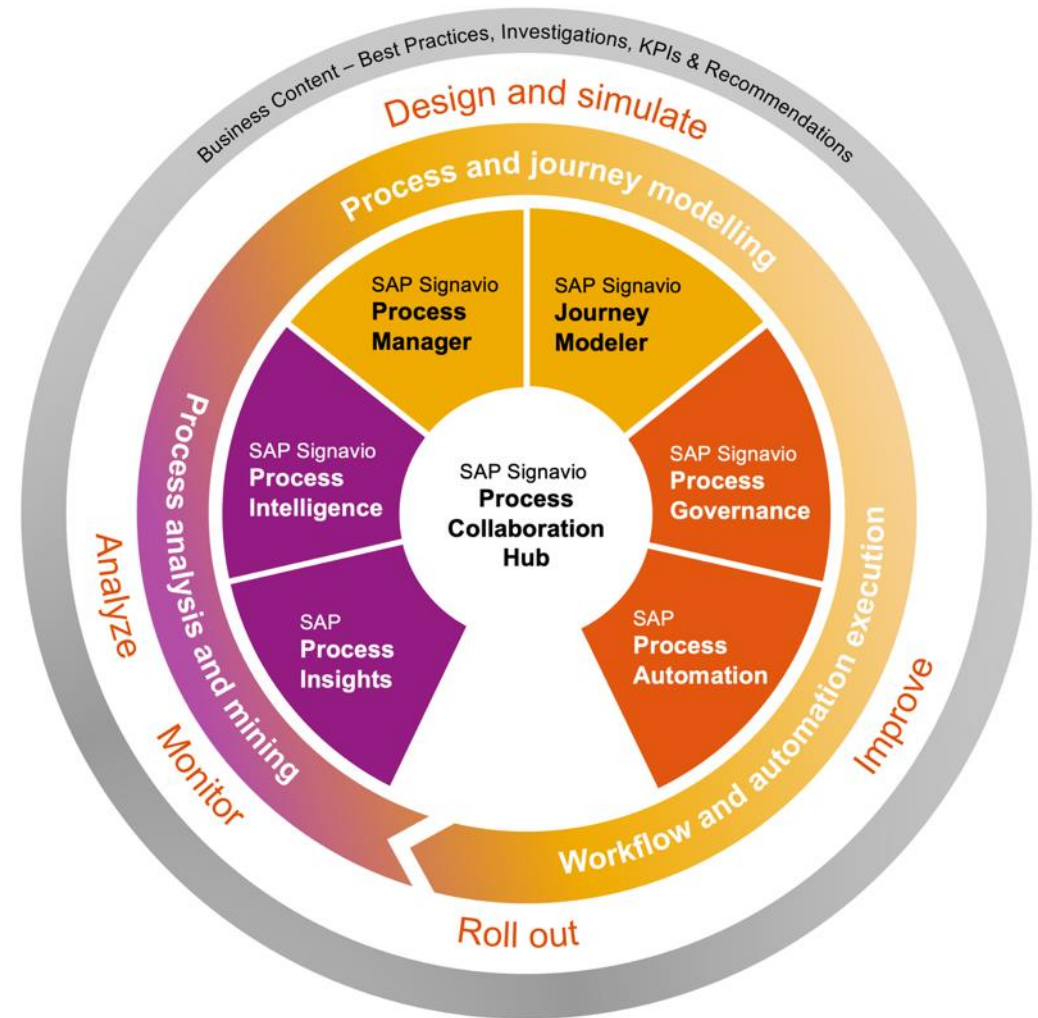 Business Content – Best Practices, Investigations, KPIs & Recommendations
Design and simulate
Process and journey modelling
SAP Signavio
Process
Manager
SAP Signavio
Journey
Modeler
SAP Signavio
Process
Intelligence
SAP Signavio
Process
Collaboration
Hub
SAP Signavio
Process
Governance
SAP
Process
Insights
SAP
Process
Automation
Process analysis and mining
Workflow and automation execution
Analyze
Monitor
Improve
Roll out